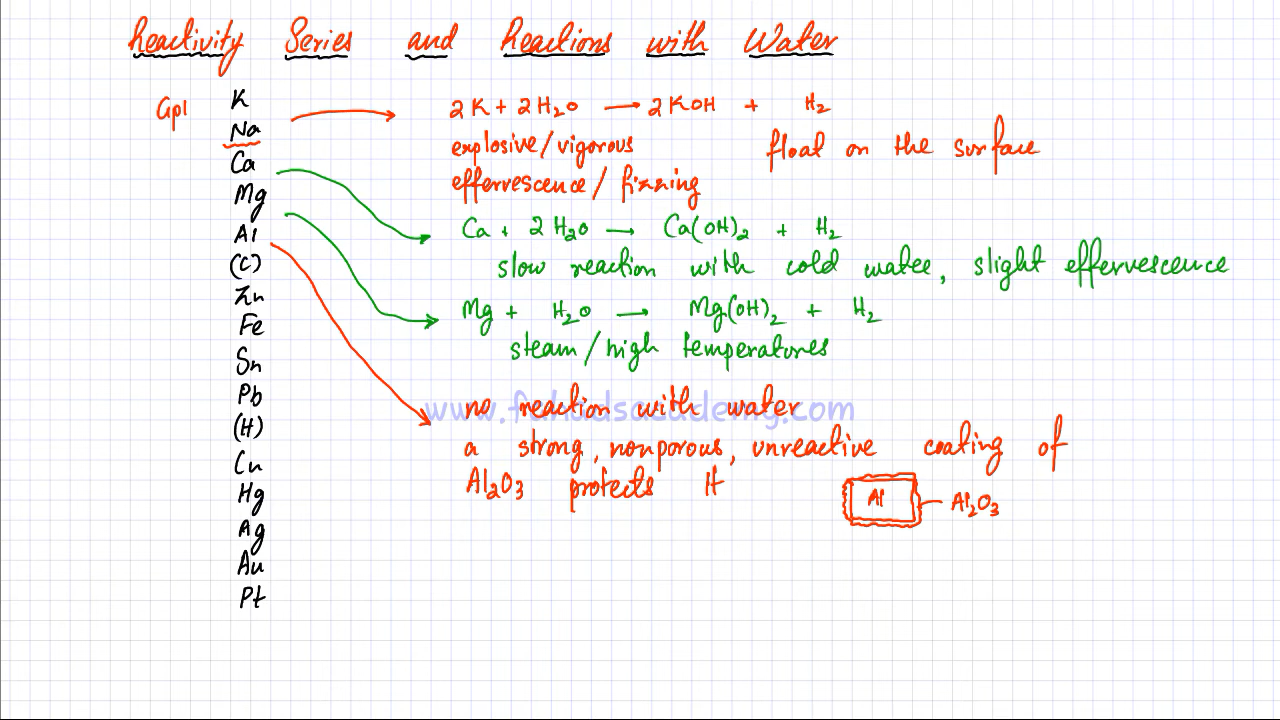 Reactivity Series and Reactions with Water
Gp1
K
Na
Ca
Mg
Al
(C)
Zn
Fe
Sn
Pb
(H)
Cu
Hg
Ag
Au
Pt
2K + 2H₂O → 2KOH + H₂
explosive/vigorous float on the surface
effervescence/fizzing
Ca + 2H₂O → Ca(OH)₂ + H₂
slow reaction with cold water, slight effervescence
Mg + H₂O → Mg(OH)₂ + H₂
steam/high temperatures
www.fahadsacademy.com
no reaction with water
a strong, nonporous, unreactive coating of
Al₂O₃ protects it
Al
Al₂O₃